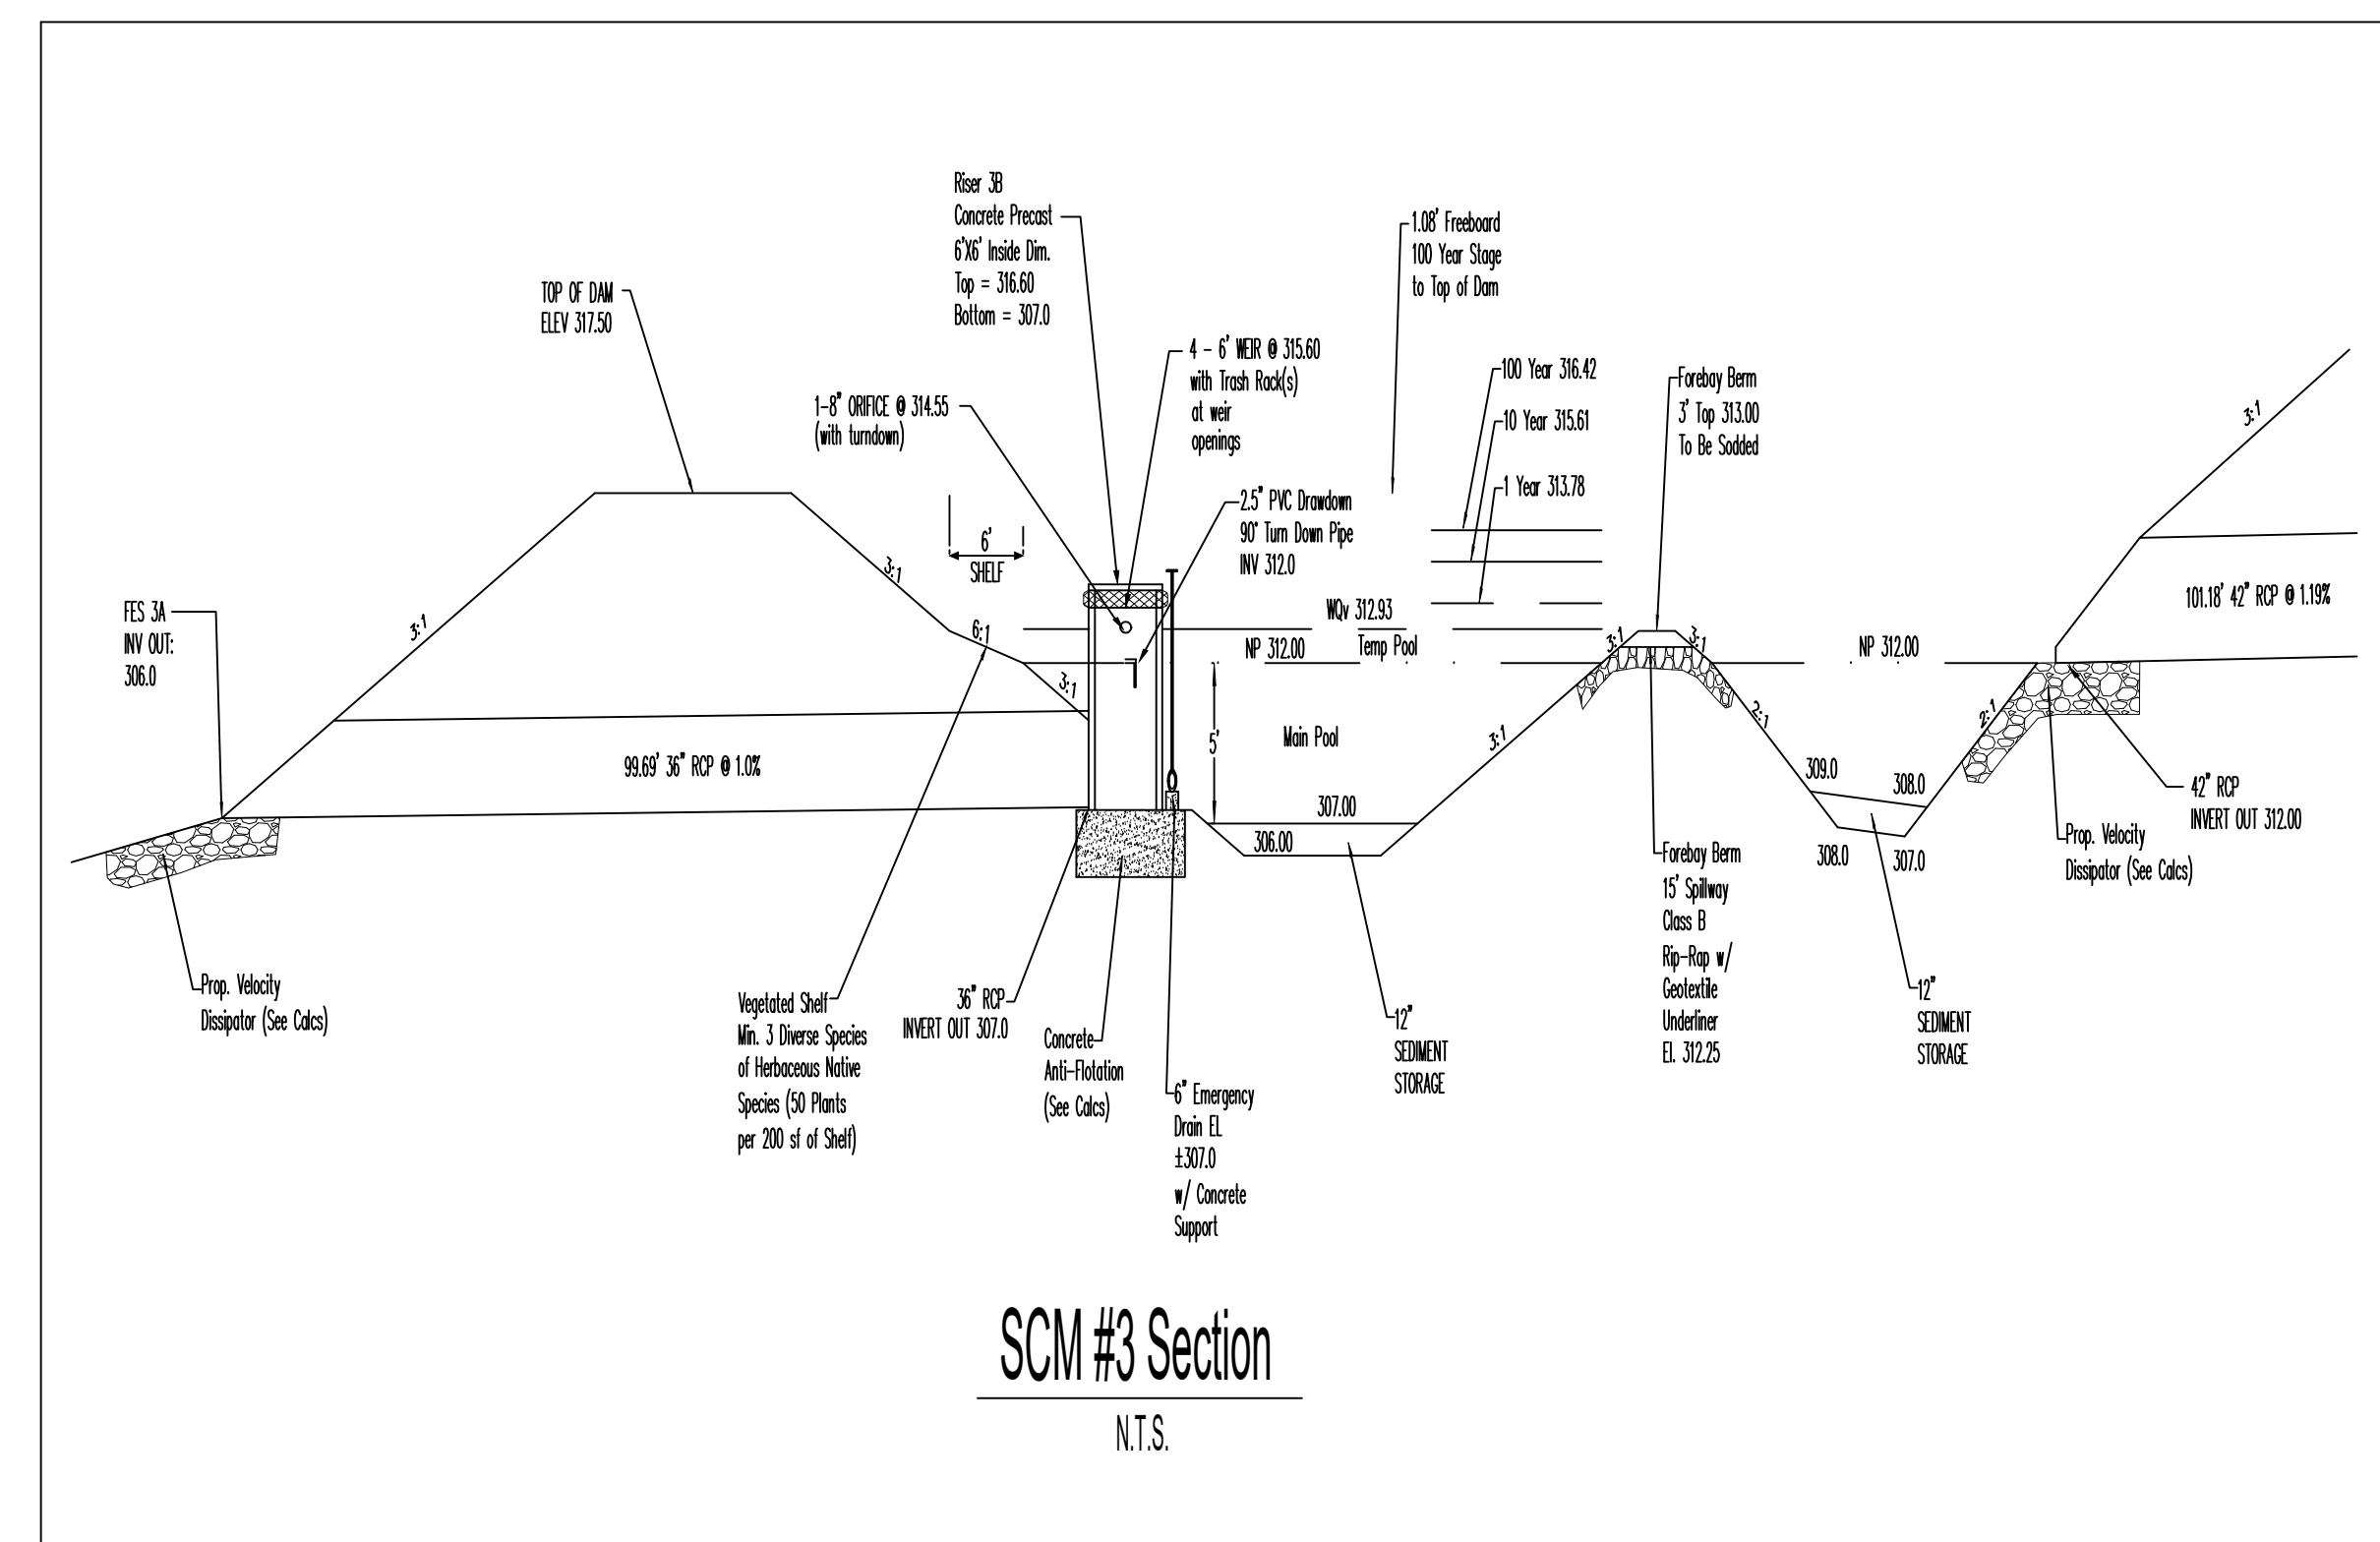 Riser 3B
Concrete Precast
6'X6' Inside Dim.
Top = 316.60
Bottom = 307.0
1.08' Freeboard
100 Year Stage
to Top of Dam
TOP OF DAM
ELEV 317.50
4 - 6' WEIR @ 315.60
with Trash Rack(s)
at weir
openings
1-8" ORIFICE @ 314.55
(with turndown)
100 Year 316.42
10 Year 315.61
1 Year 313.78
Forebay Berm
3' Top 313.00
To Be Sodded
3:1
2.5" PVC Drawdown
90° Turn Down Pipe
INV 312.0
6'
SHELF
3:1
FES 3A
INV OUT:
306.0
3:1
6:1
3:1
WQv 312.93
NP 312.00
Temp Pool
3:1
3:1
NP 312.00
101.18' 42" RCP @ 1.19%
99.69' 36" RCP @ 1.0%
5'
Main Pool
3:1
2:1
2:1
307.00
306.00
309.0
308.0
308.0
307.0
42" RCP
INVERT OUT 312.00
Prop. Velocity
Dissipator (See Calcs)
Forebay Berm
15' Spillway
Class B
Rip-Rap w/
Geotextile
Underliner
El. 312.25
Prop. Velocity
Dissipator (See Calcs)
Vegetated Shelf
Min. 3 Diverse Species
of Herbaceous Native
Species (50 Plants
per 200 sf of Shelf)
36" RCP
INVERT OUT 307.0
Concrete
Anti-Flotation
(See Calcs)
6" Emergency
Drain EL
±307.0
w/ Concrete
Support
12"
SEDIMENT
STORAGE
12"
SEDIMENT
STORAGE
SCM #3 Section
N.T.S.